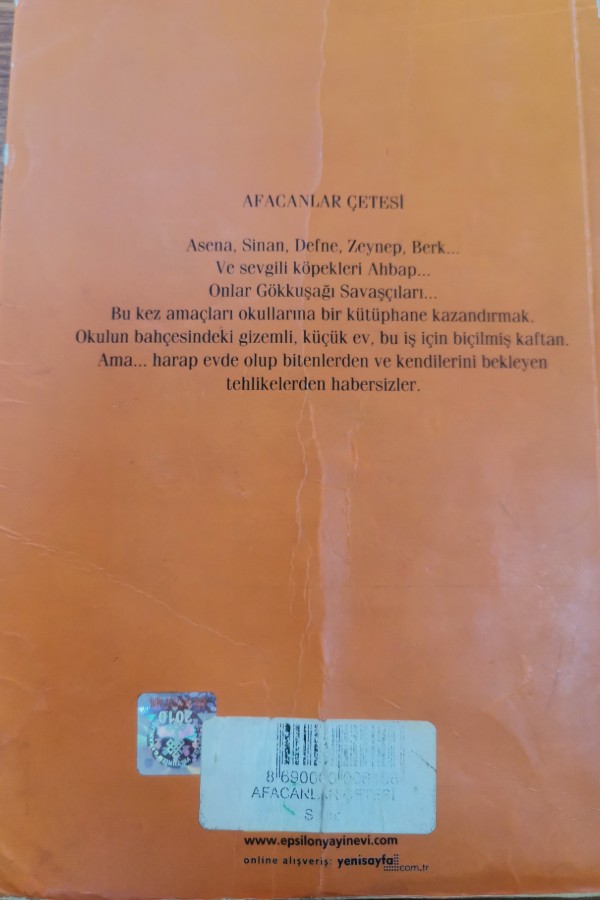 AFACANLAR ÇETESİ
Asena, Sinan, Defne, Zeynep, Berk...
Ve sevgili köpekleri Ahbap...
Onlar Gökkuşağı Savaşçıları...
Bu kez amaçları okullarına bir kütüphane kazandırmak.
Okulun bahçesindeki gizemli, küçük ev, bu iş için biçilmiş kaftan.
Ama... harap evde olup bitenlerden ve kendilerini bekleyen
tehlikelerden habersizler.
2010
AFACANLAR ÇETESİ
www.epsilonyayinevi.com
online alışveriş: yenisayfa.com.tr